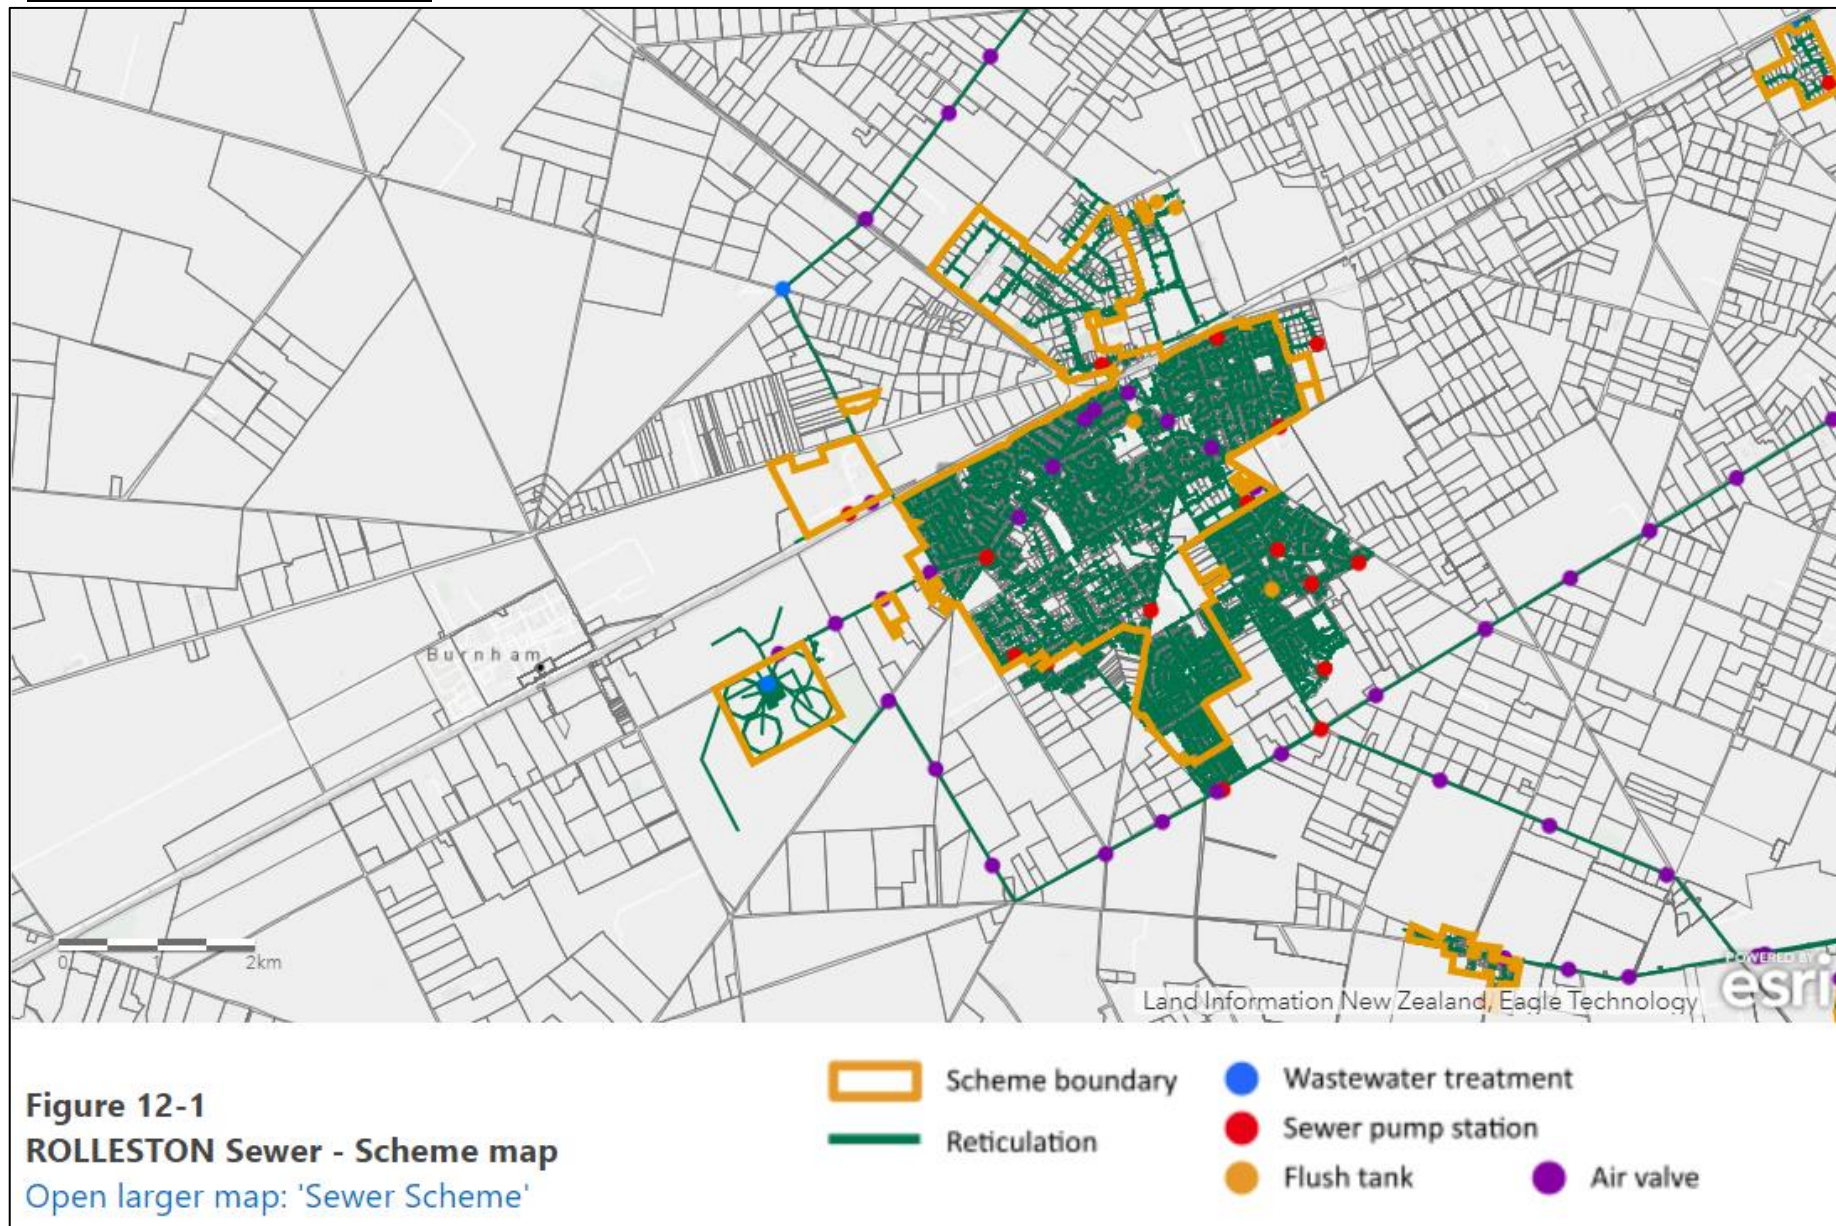 Burnham
0 1 2km
POWERED BY
esri
Land Information New Zealand, Eagle Technology
Figure 12-1
ROLLESTON Sewer - Scheme map
Open larger map: 'Sewer Scheme'
Scheme boundary
Reticulation
Wastewater treatment
Sewer pump station
Flush tank
Air valve